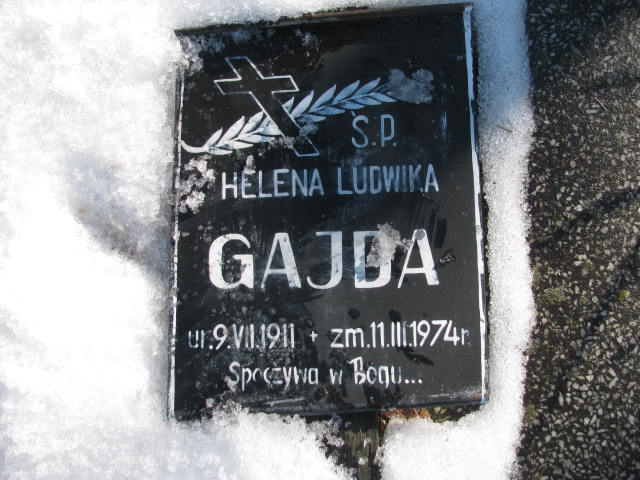 Ś.P.
HELENA LUDWIKA
GAJDA
ur. 9.VII.1911 + zm. 11.III.1974r.
Spoczywa w Bogu...